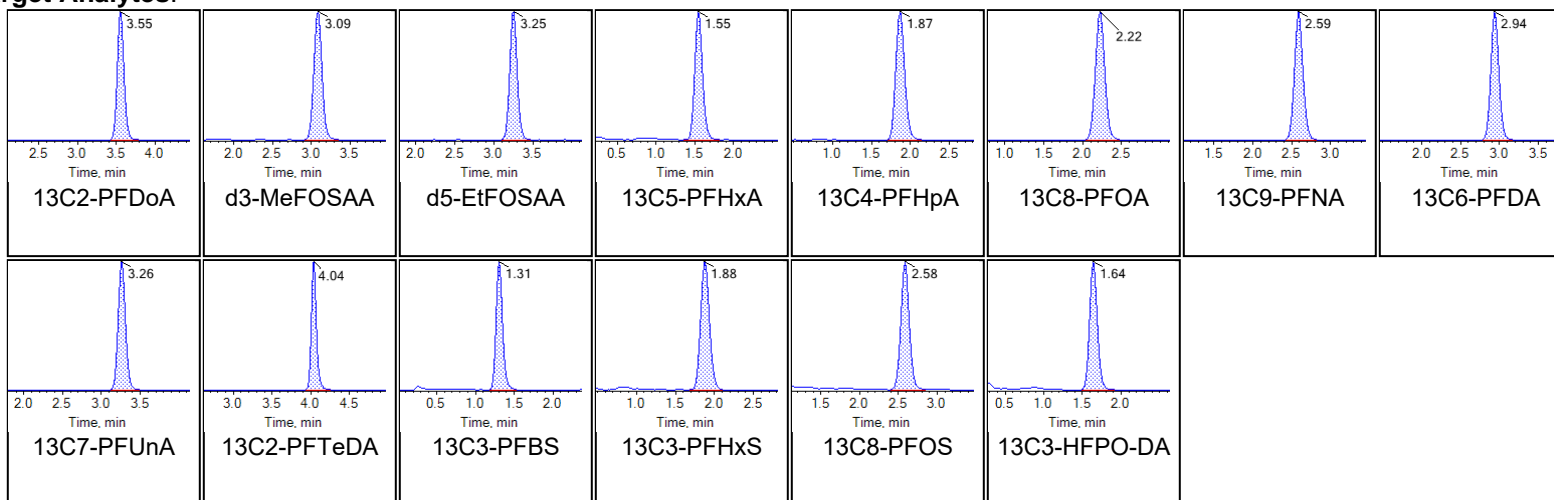 rget Analytes:
3.55 3.09 3.25 1.55 1.87 2.22 2.59 2.94
2.5 3.0 3.5 4.0 2.0 2.5 3.0 3.5 2.0 2.5 3.0 3.5 0.5 1.0 1.5 2.0 1.0 1.5 2.0 2.5 1.0 1.5 2.0 2.5 1.5 2.0 2.5 3.0 2.0 2.5 3.0 3.5
Time, min Time, min Time, min Time, min Time, min Time, min Time, min Time, min
13C2-PFDoA d3-MeFOSAA d5-EtFOSAA 13C5-PFHxA 13C4-PFHpA 13C8-PFOA 13C9-PFNA 13C6-PFDA
3.26 4.04 1.31 1.88 2.58 1.64
2.0 2.5 3.0 3.5 3.0 3.5 4.0 4.5 0.5 1.0 1.5 2.0 1.0 1.5 2.0 2.5 1.5 2.0 2.5 3.0 0.5 1.0 1.5 2.0
Time, min Time, min Time, min Time, min Time, min Time, min
13C7-PFUnA 13C2-PFTeDA 13C3-PFBS 13C3-PFHxS 13C8-PFOS 13C3-HFPO-DA